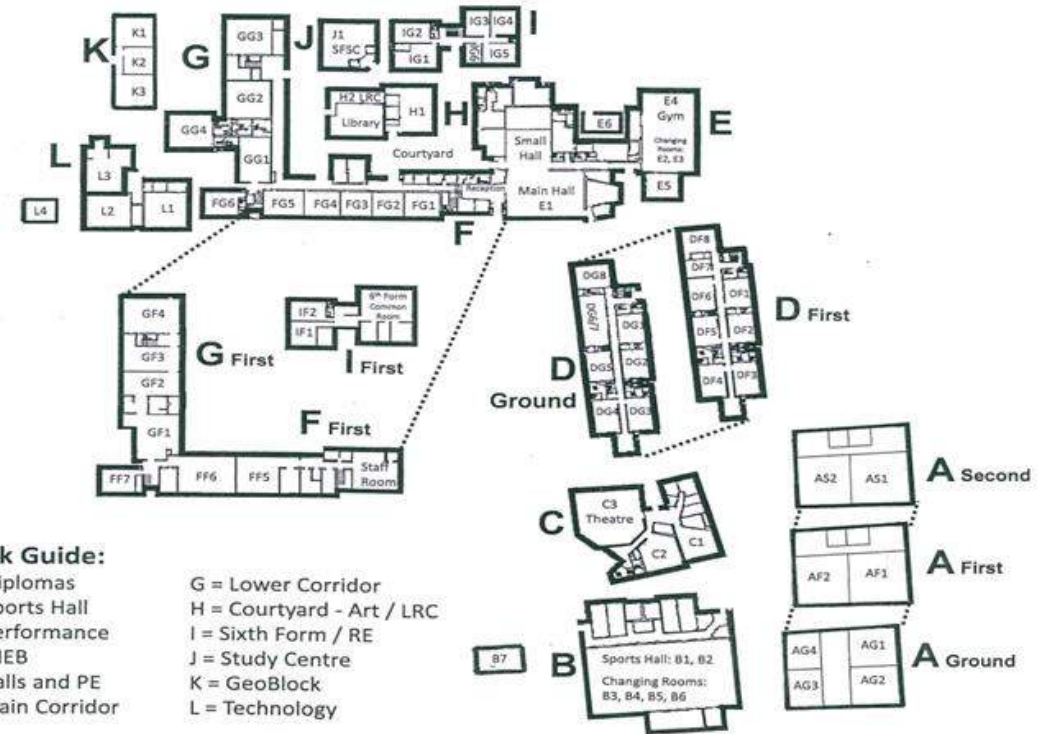 K
K1
K2
K3
G
GG3
GG2
GG4
GG1
J
J1
SFSC
IG2
IG1
IG3
IG4
IG6
IG5
I
H2 LRC
Library
H1
H
Courtyard
Small
Hall
Main Hall
E1
Reception
E6
E4
Gym
Changing
Rooms:
E2, E3
E5
E
L
L3
L4
L2
L1
FG6
FG5
FG4
FG3
FG2
FG1
F
GF4
GF3
GF2
GF1
G First
IF2
IF1
6th Form
Common
Room
I First
F First
FF7
FF6
FF5
Staff
Room
DG8
DG6/7
DG1
DG5
DG2
DG4
DG3
D
Ground
DF8
DF7
DF6
DF1
DF5
DF2
DF4
DF3
D First
C
C3
Theatre
C2
C1
B7
B
Sports Hall: B1, B2
Changing Rooms:
B3, B4, B5, B6
AS2
AS1
A Second
AF2
AF1
A First
AG4
AG1
AG3
AG2
A Ground
k Guide:
iplomas
ports Hall
erformance
IEB
alls and PE
ain Corridor
G = Lower Corridor
H = Courtyard - Art / LRC
I = Sixth Form / RE
J = Study Centre
K = GeoBlock
L = Technology